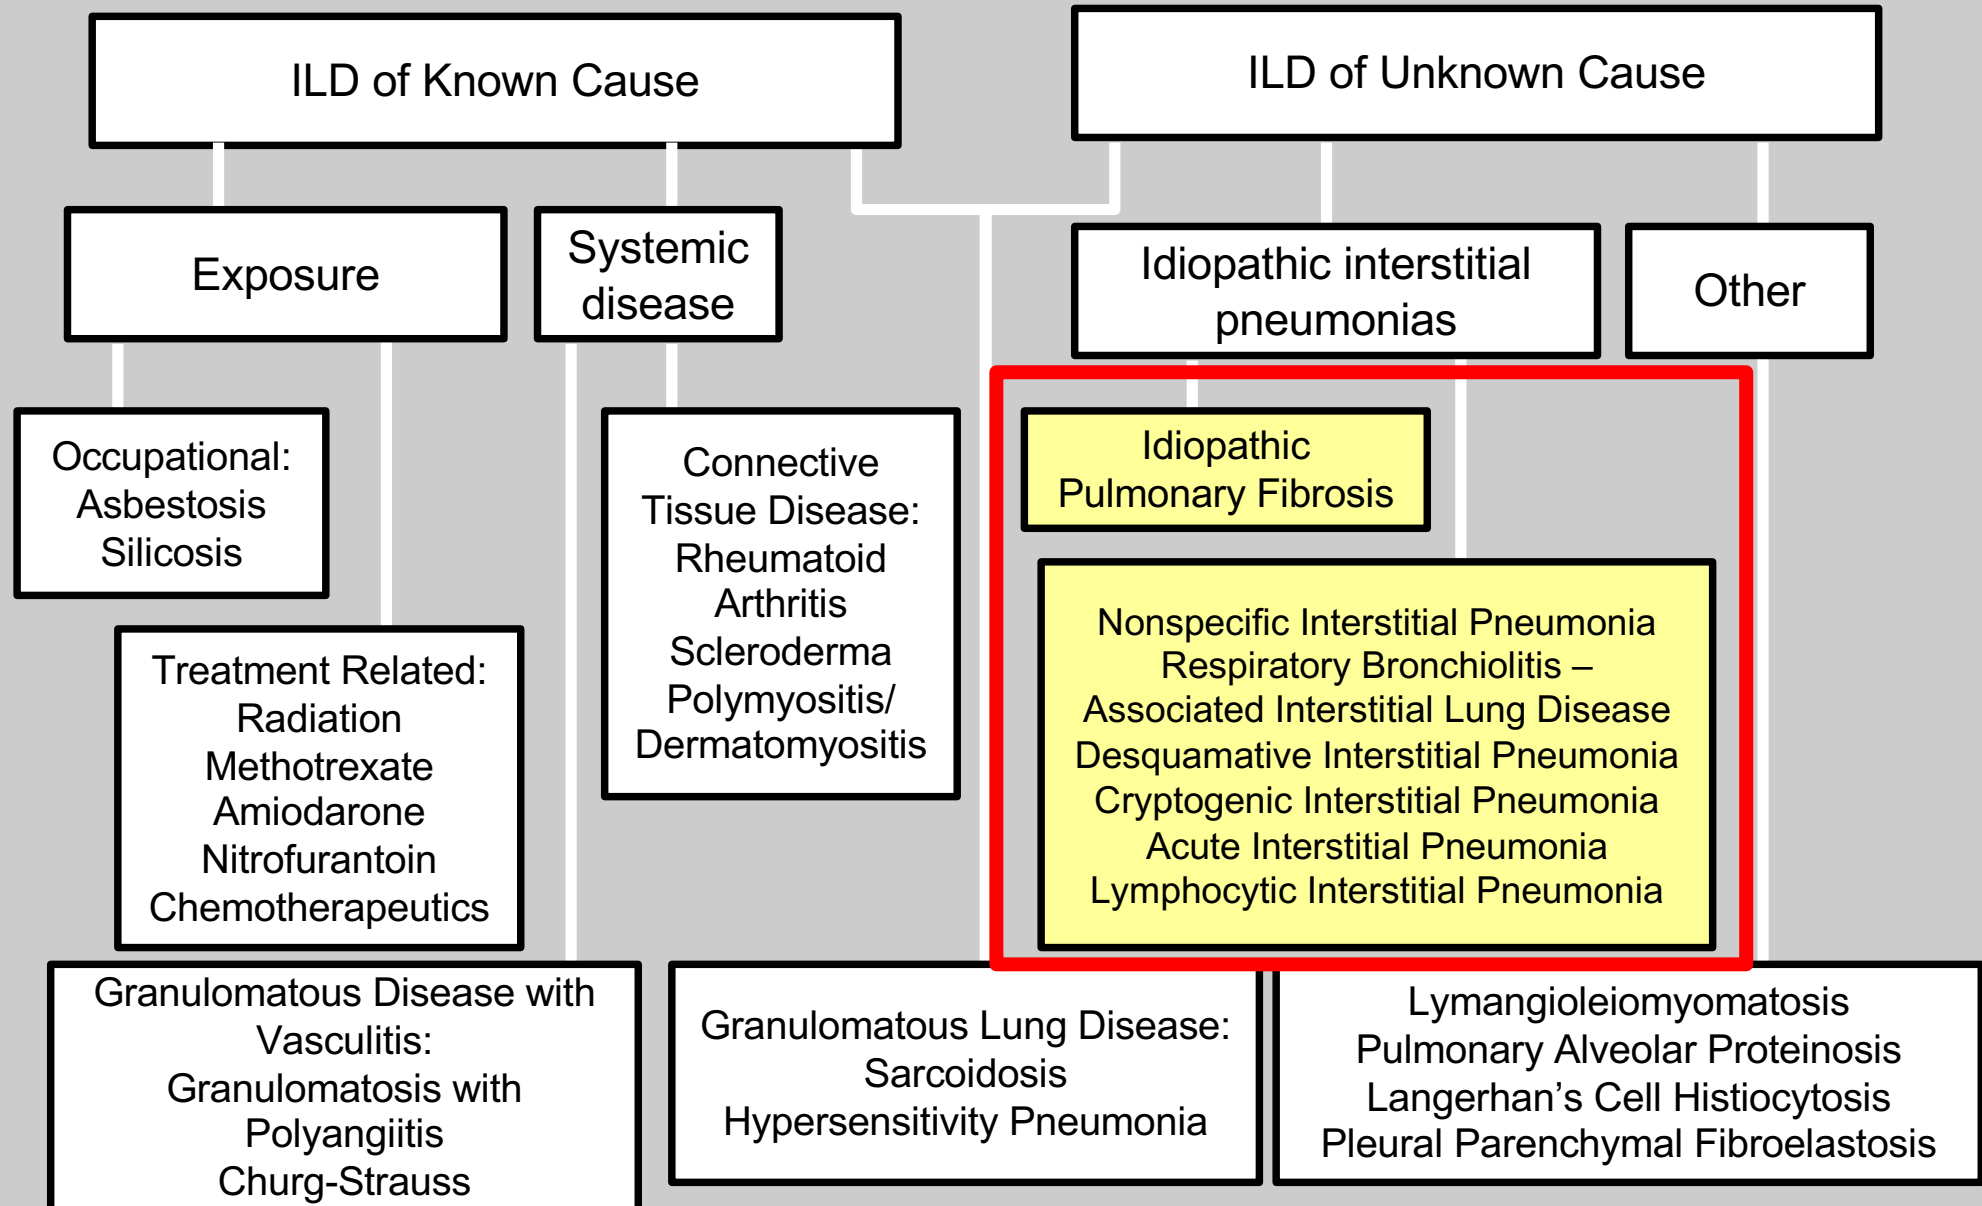 ILD of Known Cause
ILD of Unknown Cause
Exposure
Systemic
disease
Idiopathic interstitial
pneumonias
Other
Occupational:
Asbestosis
Silicosis
Treatment Related:
Radiation
Methotrexate
Amiodarone
Nitrofurantoin
Chemotherapeutics
Connective
Tissue Disease:
Rheumatoid
Arthritis
Scleroderma
Polymyositis/
Dermatomyositis
Idiopathic
Pulmonary Fibrosis
Nonspecific Interstitial Pneumonia
Respiratory Bronchiolitis –
Associated Interstitial Lung Disease
Desquamative Interstitial Pneumonia
Cryptogenic Interstitial Pneumonia
Acute Interstitial Pneumonia
Lymphocytic Interstitial Pneumonia
Granulomatous Disease with
Vasculitis:
Granulomatosis with
Polyangiitis
Churg-Strauss
Granulomatous Lung Disease:
Sarcoidosis
Hypersensitivity Pneumonia
Lymangioleiomyomatosis
Pulmonary Alveolar Proteinosis
Langerhan’s Cell Histiocytosis
Pleural Parenchymal Fibroelastosis